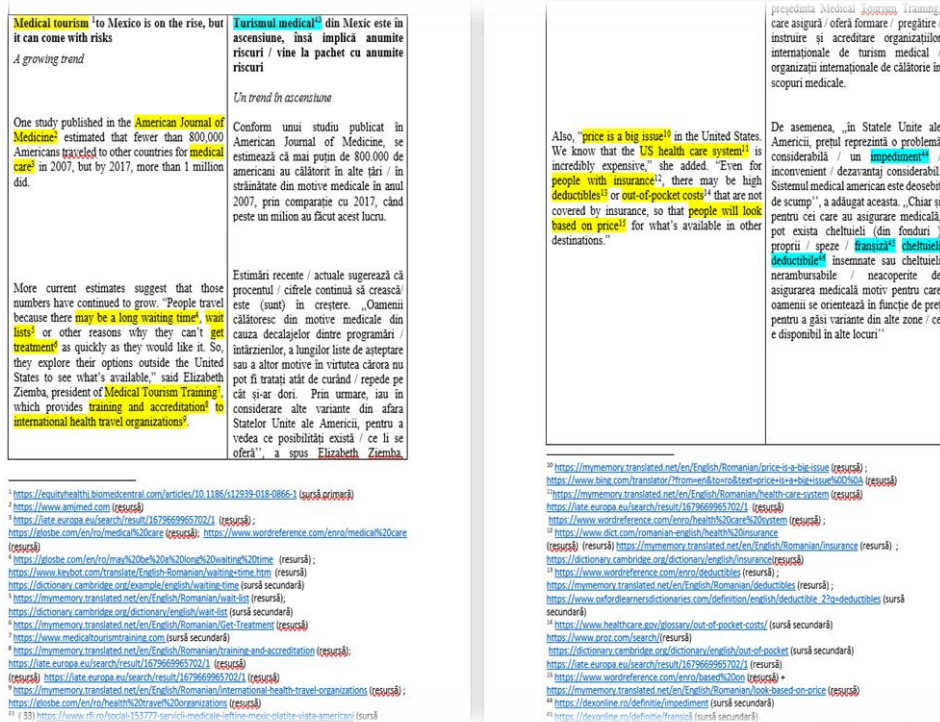 Medical tourism ¹to Mexico is on the rise, but
it can come with risks
A growing trend
One study published in the American Journal of
Medicine² estimated that fewer than 800,000
Americans traveled to other countries for medical
care³ in 2007, but by 2017, more than 1 million
did.
More current estimates suggest that those
numbers have continued to grow. “People travel
because there may be a long waiting time⁴, wait
lists⁵ or other reasons why they can’t get
treatment⁶ as quickly as they would like it. So,
they explore their options outside the United
States to see what’s available,” said Elizabeth
Ziemba, president of Medical Tourism Training⁷,
which provides training and accreditation⁸ to
international health travel organizations⁹.
Turismul medical⁴³ din Mexic este în
ascensiune, însă implică anumite
riscuri / vine la pachet cu anumite
riscuri
Un trend în ascensiune
Conform unui studiu publicat în
American Journal of Medicine, se
estimează că mai puțin de 800.000 de
americani au călătorit în alte țări / în
străinătate din motive medicale în anul
2007, prin comparație cu 2017, când
peste un milion au făcut acest lucru.
Estimări recente / actuale sugerează că
procentul / cifrele continuă să crească/
este (sunt) în creștere. ,,Oamenii
călătoresc din motive medicale din
cauza decalajelor dintre programări /
întârzierilor, a lungilor liste de așteptare
sau a altor motive în virtutea cărora nu
pot fi tratați atât de curând / repede pe
cât și-ar dori. Prin urmare, iau în
considerare alte variante din afara
Statelor Unite ale Americii, pentru a
vedea ce posibilități există / ce li se
oferă’’, a spus Elizabeth Ziemba,
¹ https://equityhealthj.biomedcentral.com/articles/10.1186/s12939-018-0866-1 (sursă primară)
² https://www.amjmed.com (resursă)
³ https://iate.europa.eu/search/result/1679669965702/1 (resursă) ;
https://glosbe.com/en/ro/medical%20care (resursă); https://www.wordreference.com/enro/medical%20care
(resursă)
⁴ https://glosbe.com/en/ro/may%20be%20a%20long%20waiting%20time (resursă) ;
https://www.keybot.com/translate/English-Romanian/waiting+time.htm (resursă)
https://dictionary.cambridge.org/example/english/waiting-time (sursă secundară)
⁵ https://mymemory.translated.net/en/English/Romanian/wait-list (resursă);
https://dictionary.cambridge.org/dictionary/english/wait-list (sursă secundară)
⁶ https://mymemory.translated.net/en/English/Romanian/Get-Treatment (resursă)
⁷ https://www.medicaltourismtraining.com (sursă secundară)
⁸ https://mymemory.translated.net/en/English/Romanian/training-and-accreditation (resursă);
https://iate.europa.eu/search/result/1679669965702/1 (resursă)
(resursă) https://iate.europa.eu/search/result/1679669965702/1 (resursă)
⁹ https://mymemory.translated.net/en/English/Romanian/international-health-travel-organizations (resursă) ;
https://glosbe.com/en/ro/health%20travel%20organizations (resursă)
⁴³ ( 33) https://www.rfi.ro/social-153777-servicii-medicale-ieftine-mexic-platite-viata-americani (sursă
Also, “price is a big issue¹⁰ in the United States.
We know that the US health care system¹¹ is
incredibly expensive,” she added. “Even for
people with insurance¹², there may be high
deductibles¹³ or out-of-pocket costs¹⁴ that are not
covered by insurance, so that people will look
based on price¹⁵ for what’s available in other
destinations.”
președinta Medical Tourism Training,
care asigură / oferă formare / pregătire /
instruire și acreditare organizațiilor
internaționale de turism medical /
organizații internaționale de călătorie în
scopuri medicale.
De asemenea, ,,în Statele Unite ale
Americii, prețul reprezintă o problemă
considerabilă / un impediment⁴⁴ /
inconvenient / dezavantaj considerabil.
Sistemul medical american este deosebit
de scump’’, a adăugat aceasta. ,,Chiar și
pentru cei care au asigurare medicală,
pot exista cheltuieli (din fonduri )
proprii / speze / franșiză⁴⁵ cheltuieli
deductibile⁴⁶ însemnate sau cheltuieli
nerambursabile / neacoperite de
asigurarea medicală motiv pentru care
oamenii se orientează în funcție de preț
pentru a găsi variante din alte zone / ce
e disponibil în alte locuri’’
¹⁰ https://mymemory.translated.net/en/English/Romanian/price-is-a-big-issue (resursă) ;
https://www.bing.com/translator/?from=en&to=ro&text=price+is+a+big+issue%0D%0A (resursă)
¹¹https://mymemory.translated.net/en/English/Romanian/health-care-system (resursă)
https://iate.europa.eu/search/result/1679669965702/1 (resursă)
https://www.wordreference.com/enro/health%20care%20system (resursă) ;
¹² https://www.dict.com/romanian-english/health%20insurance
(resursă) (resursă) https://mymemory.translated.net/en/English/Romanian/insurance (resursă) ;
https://dictionary.cambridge.org/dictionary/english/insurance(resursă)
¹³ https://www.wordreference.com/enro/deductibles (resursă) ;
https://mymemory.translated.net/en/English/Romanian/deductibles (resursă) ;
https://www.oxfordlearnersdictionaries.com/definition/english/deductible_2?q=deductibles (sursă
secundară)
¹⁴ https://www.healthcare.gov/glossary/out-of-pocket-costs/ (sursă secundară)
https://www.proz.com/search/(resursă)
https://dictionary.cambridge.org/dictionary/english/out-of-pocket (sursă secundară)
https://iate.europa.eu/search/result/1679669965702/1 (resursă)
¹⁵ https://www.wordreference.com/enro/based%20on (resursă) +
https://mymemory.translated.net/en/English/Romanian/look-based-on-price (resursă)
⁴⁴ https://dexonline.ro/definitie/impediment (sursă secundară)
⁴⁵ https://dexonline.ro/definitie/franșiză (sursă secundară)